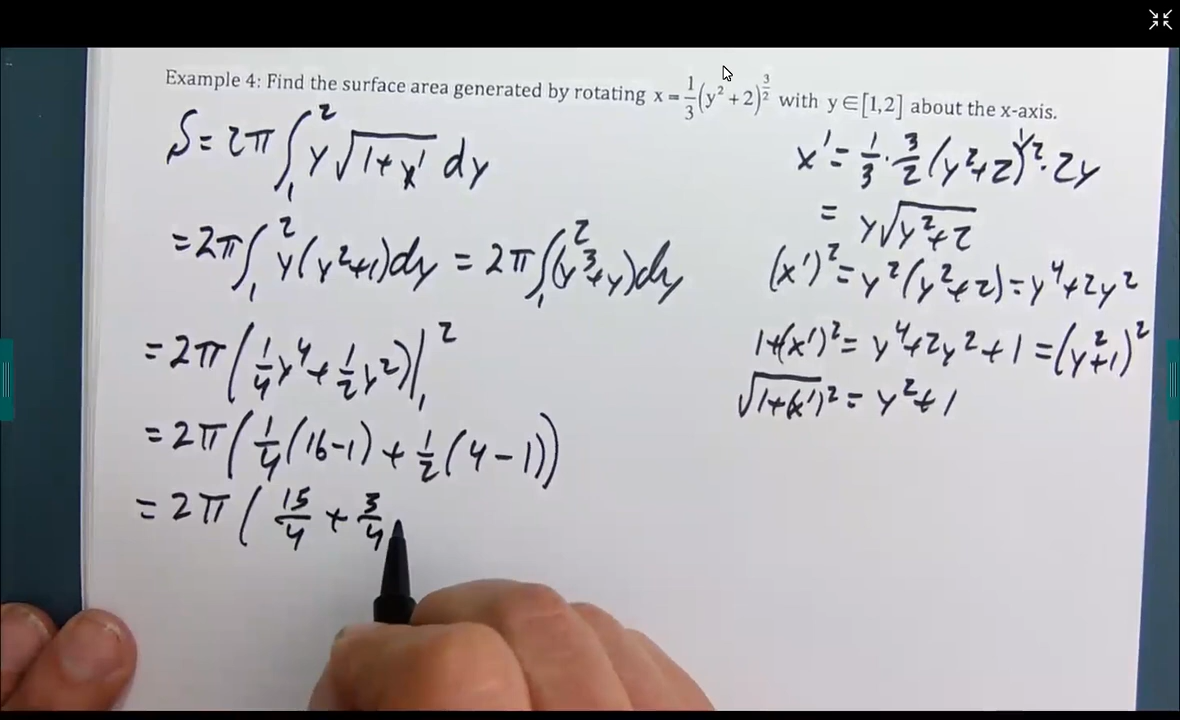 Example 4: Find the surface area generated by rotating x = 1/3(y² + 2)^(3/2) with y ∈ [1,2] about the x-axis.
S = 2π ∫₁² y √(1+x') dy
= 2π ∫₁² y(y²+1)dy = 2π ∫₁² (y³+y)dy
= 2π(1/4 y⁴ + 1/2 y²)|₁²
= 2π(1/4(16-1) + 1/2(4-1))
= 2π(15/4 + 3/4
x' = 1/3 · 3/2 (y²+2)^(1/2) · 2y
= y√(y²+2)
(x')² = y²(y²+2) = y⁴+2y²
1+(x')² = y⁴+2y²+1 = (y²+1)²
√(1+(x')²) = y²+1